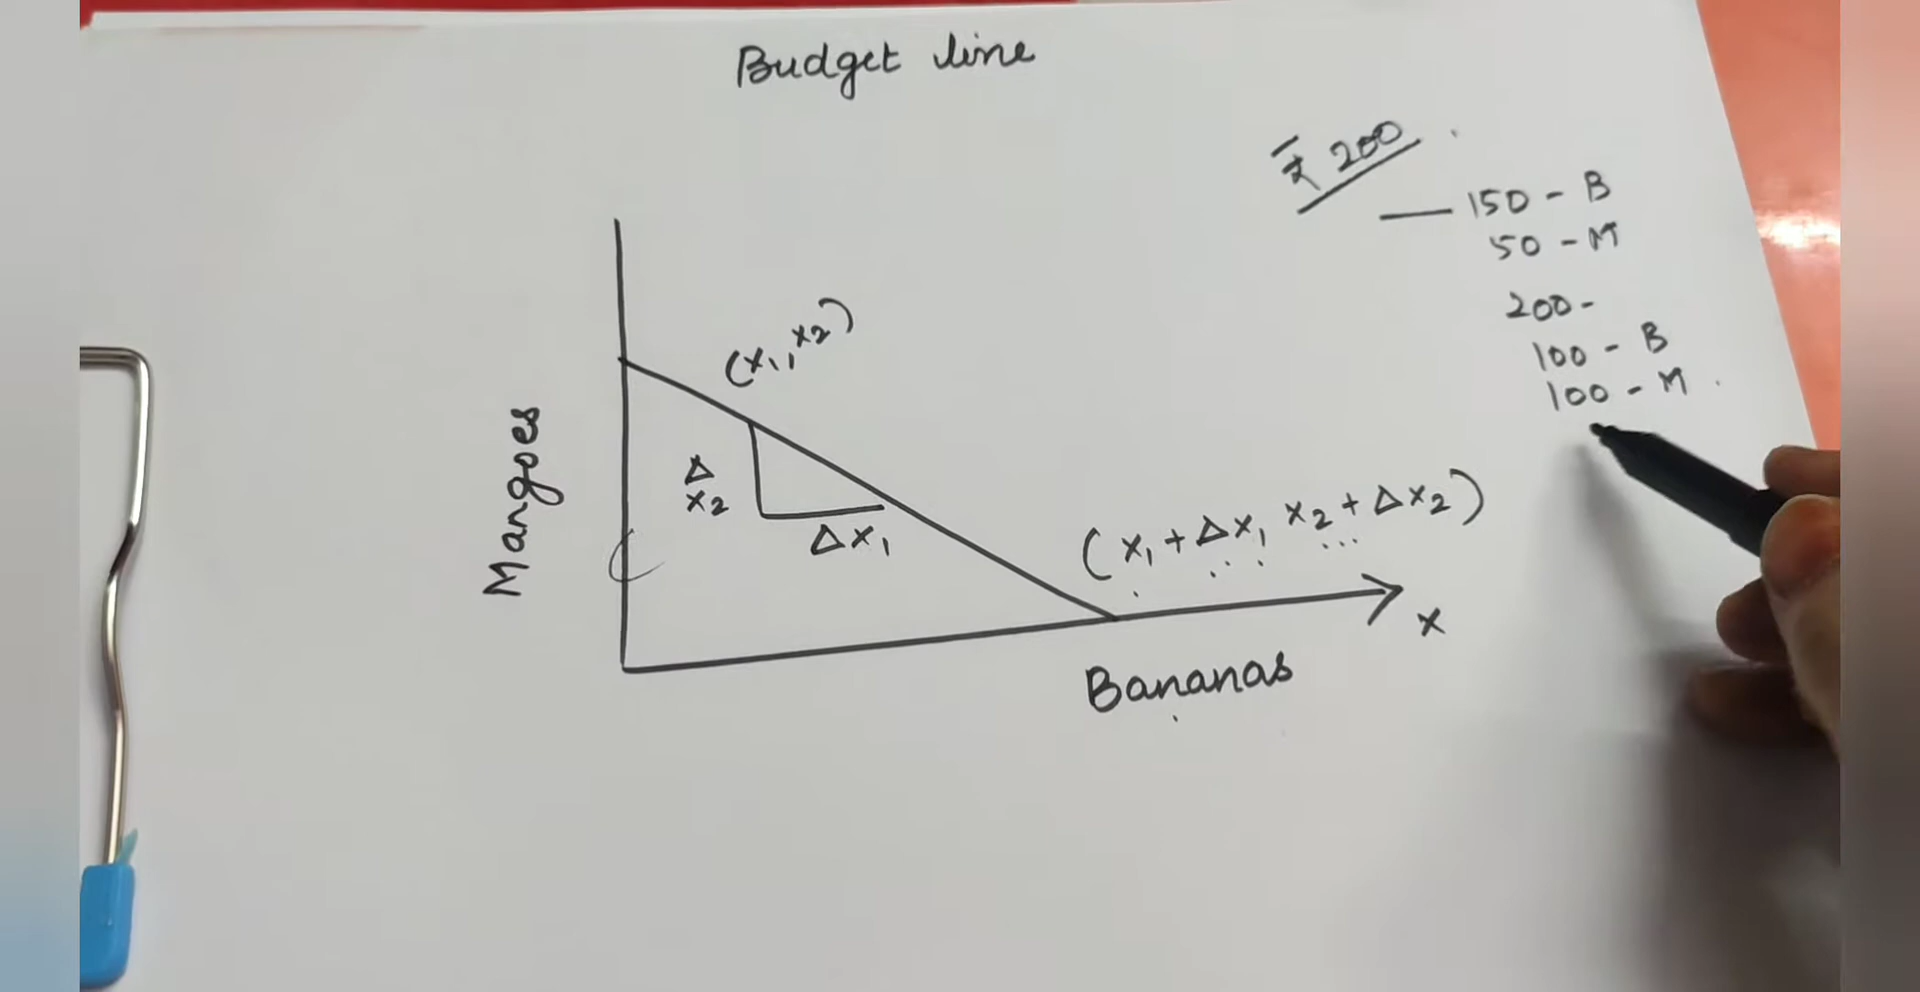 Budget line
₹ 200
150 - B
50 - M
200 -
100 - B
100 - M
(x₁, x₂)
Mangoes
Δ
x₂
Δx₁
(x₁ + Δx₁ x₂ + Δx₂)
x
Bananas